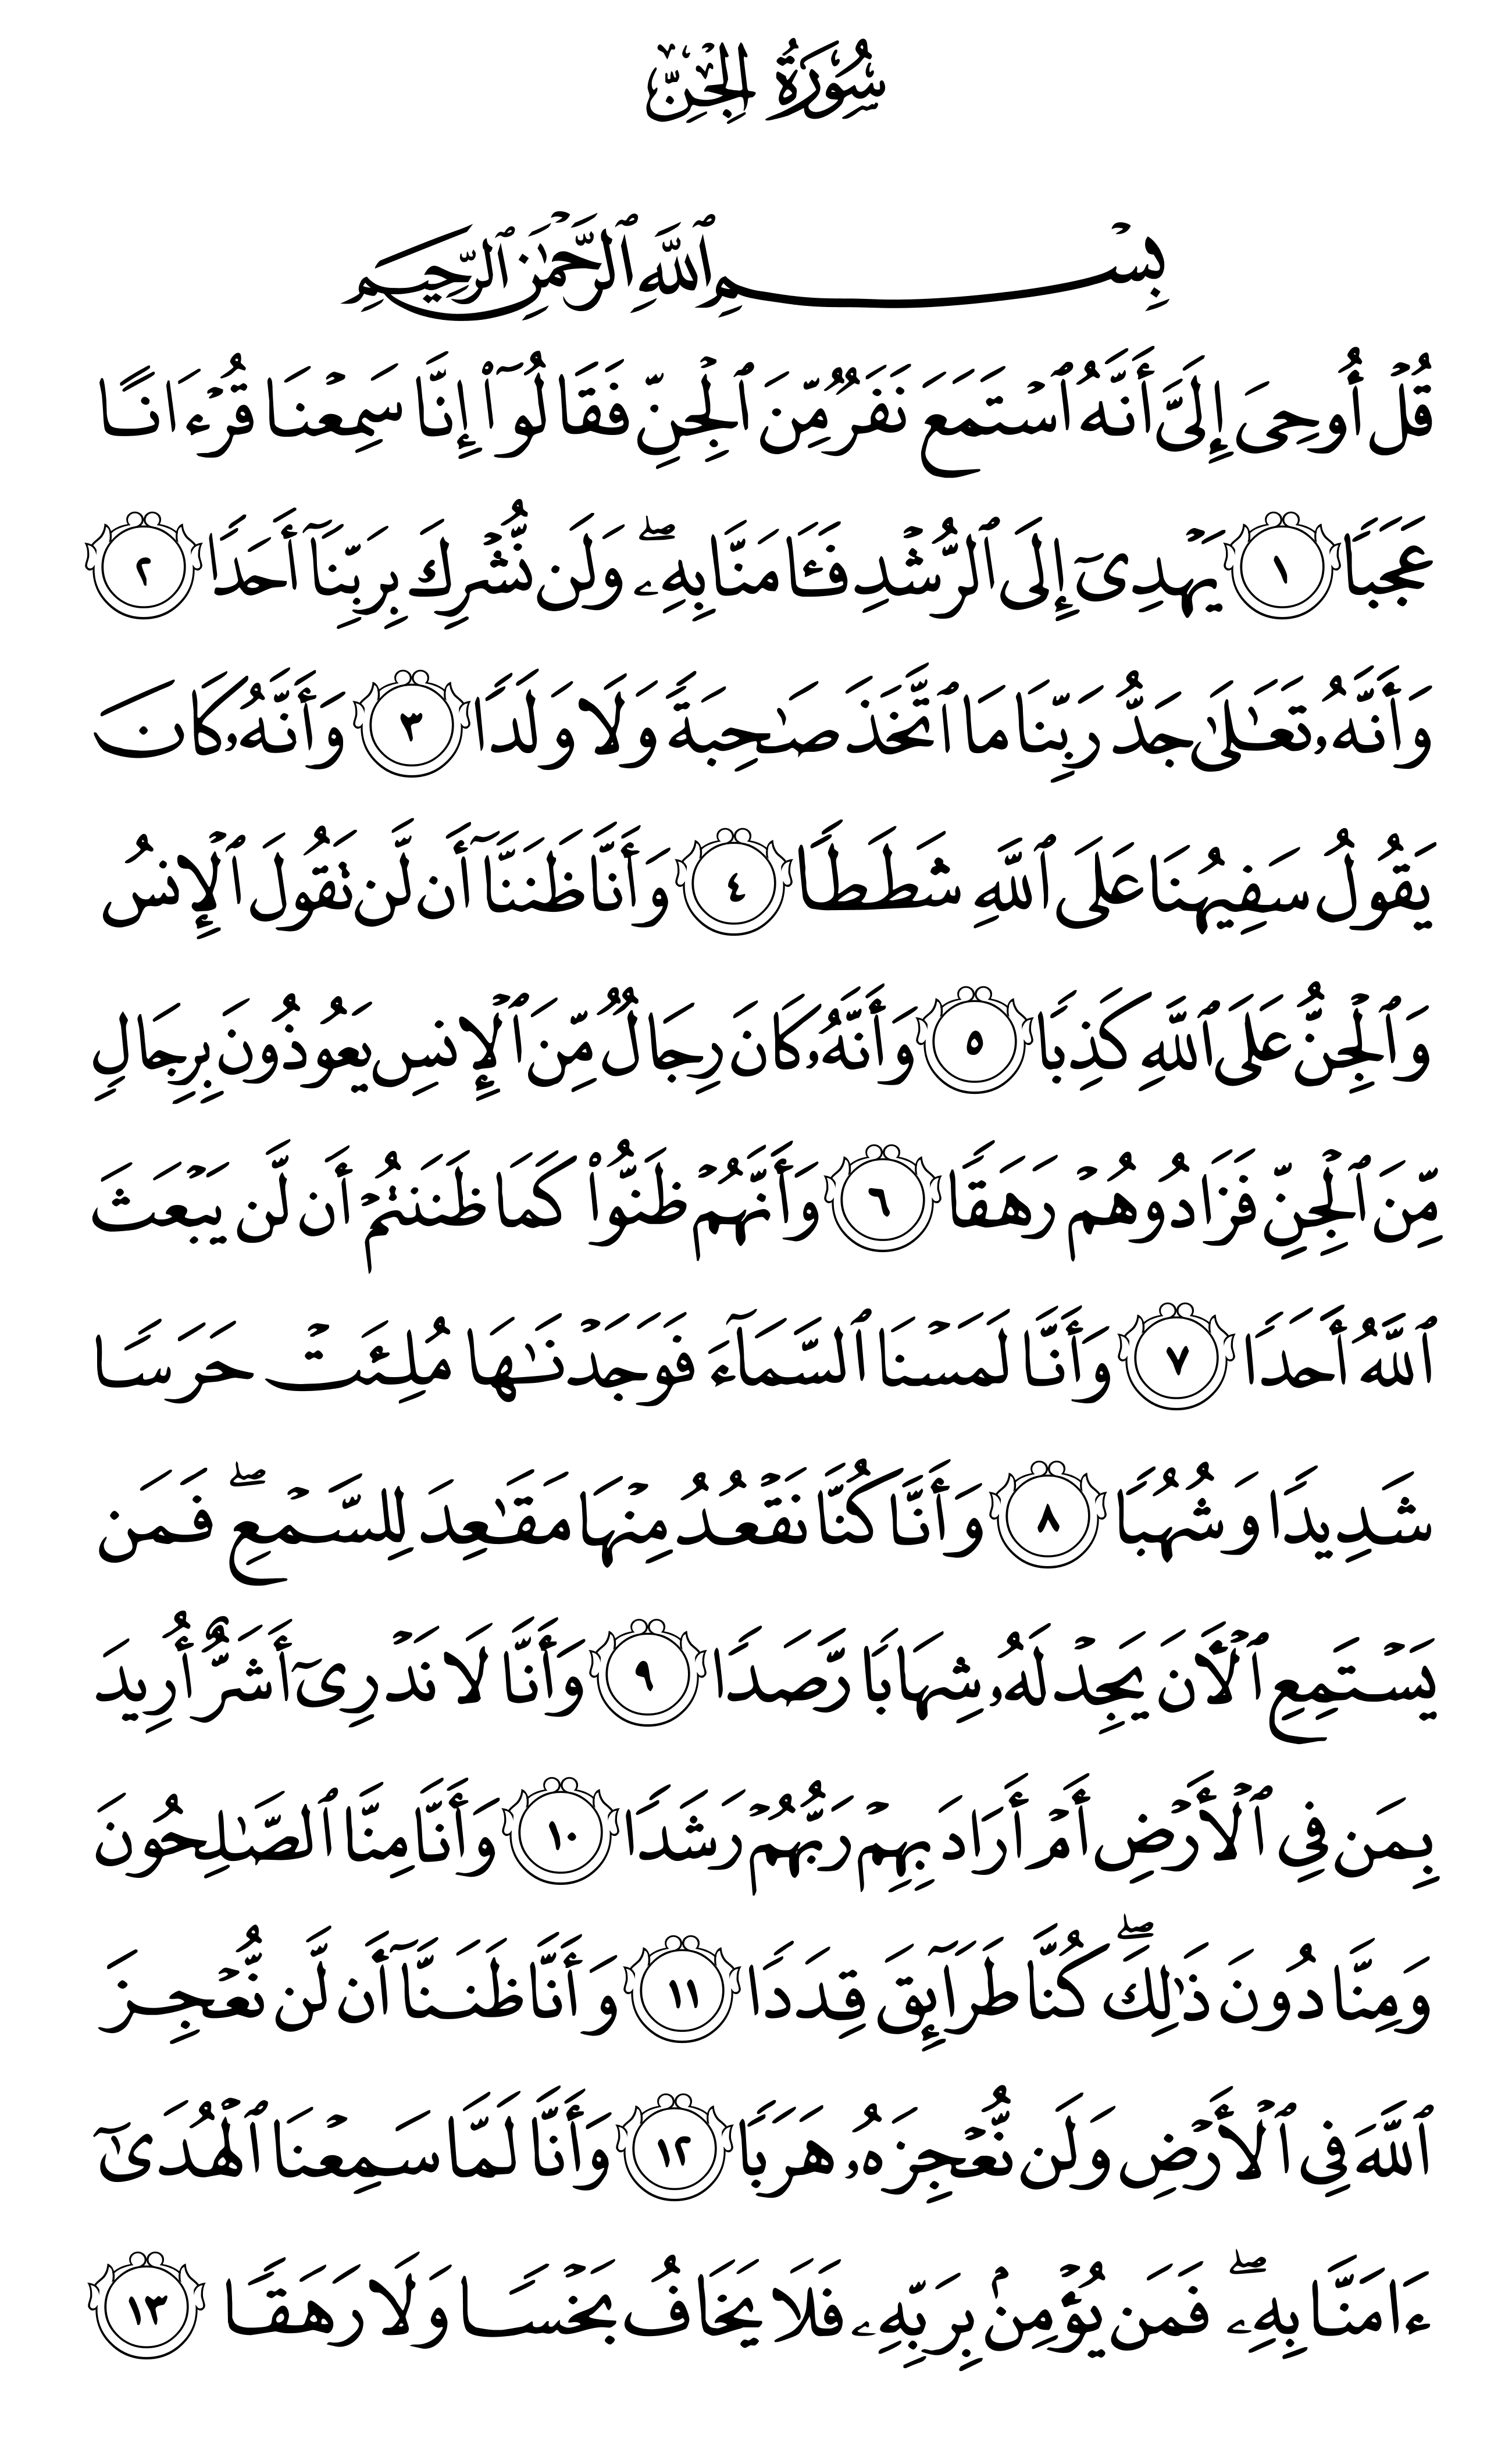 سُورَةُ الجِنّ
بِسۡمِ ٱللَّهِ ٱلرَّحۡمَٰنِ ٱلرَّحِيمِ
قُلۡ أُوحِيَ إِلَيَّ أَنَّهُ ٱسۡتَمَعَ نَفَرٞ مِّنَ ٱلۡجِنِّ فَقَالُوٓاْ إِنَّا سَمِعۡنَا قُرۡءَانًا
عَجَبٗا ١ يَهۡدِيٓ إِلَى ٱلرُّشۡدِ فَـَٔامَنَّا بِهِۦۖ وَلَن نُّشۡرِكَ بِرَبِّنَآ أَحَدٗا ٢
وَأَنَّهُۥ تَعَٰلَىٰ جَدُّ رَبِّنَا مَا ٱتَّخَذَ صَٰحِبَةٗ وَلَا وَلَدٗا ٣ وَأَنَّهُۥ كَانَ
يَقُولُ سَفِيهُنَا عَلَى ٱللَّهِ شَطَطٗا ٤ وَأَنَّا ظَنَنَّآ أَن لَّن تَقُولَ ٱلۡإِنسُ
وَٱلۡجِنُّ عَلَى ٱللَّهِ كَذِبٗا ٥ وَأَنَّهُۥ كَانَ رِجَالٞ مِّنَ ٱلۡإِنسِ يَعُوذُونَ بِرِجَالٖ
مِّنَ ٱلۡجِنِّ فَزَادُوهُمۡ رَهَقٗا ٦ وَأَنَّهُمۡ ظَنُّواْ كَمَا ظَنَنتُمۡ أَن لَّن يَبۡعَثَ
ٱللَّهُ أَحَدٗا ٧ وَأَنَّا لَمَسۡنَا ٱلسَّمَآءَ فَوَجَدۡنَٰهَا مُلِئَتۡ حَرَسٗا
شَدِيدٗا وَشُهُبٗا ٨ وَأَنَّا كُنَّا نَقۡعُدُ مِنۡهَا مَقَٰعِدَ لِلسَّمۡعِۖ فَمَن
يَسۡتَمِعِ ٱلۡأٓنَ يَجِدۡ لَهُۥ شِهَابٗا رَّصَدٗا ٩ وَأَنَّا لَا نَدۡرِيٓ أَشَرٌّ أُرِيدَ
بِمَن فِي ٱلۡأَرۡضِ أَمۡ أَرَادَ بِهِمۡ رَبُّهُمۡ رَشَدٗا ١٠ وَأَنَّا مِنَّا ٱلصَّٰلِحُونَ
وَمِنَّا دُونَ ذَٰلِكَۖ كُنَّا طَرَآئِقَ قِدَدٗا ١١ وَأَنَّا ظَنَنَّآ أَن لَّن نُّعۡجِزَ
ٱللَّهَ فِي ٱلۡأَرۡضِ وَلَن نُّعۡجِزَهُۥ هَرَبٗا ١٢ وَأَنَّا لَمَّا سَمِعۡنَا ٱلۡهُدَىٰٓ
ءَامَنَّا بِهِۦۖ فَمَن يُؤۡمِنۢ بِرَبِّهِۦ فَلَا يَخَافُ بَخۡسٗا وَلَا رَهَقٗا ١٣